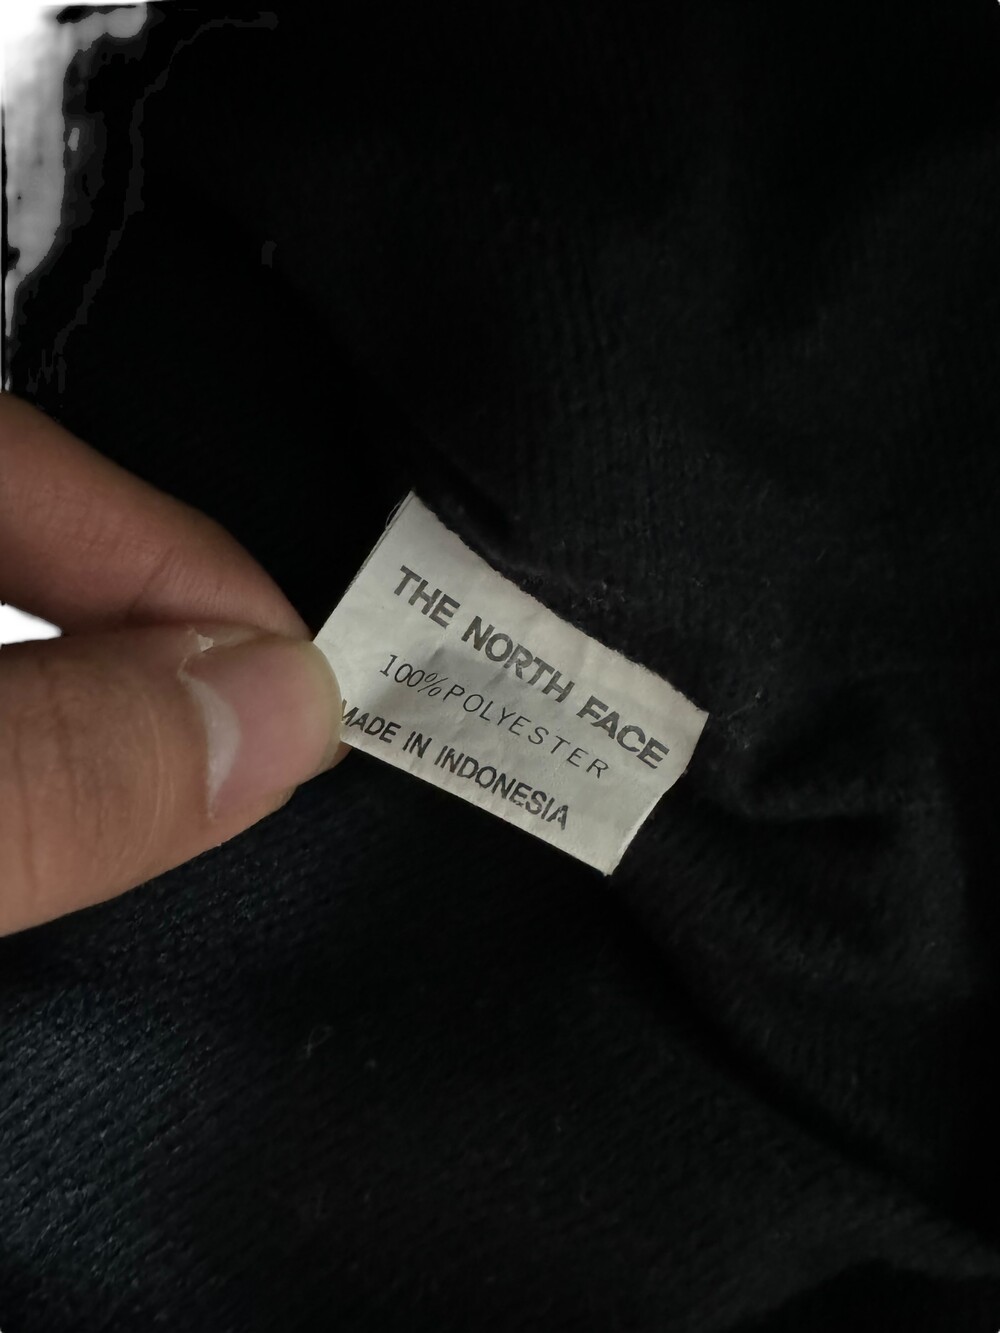 THE NORTH FACE
100%POLYESTER
MADE IN INDONESIA